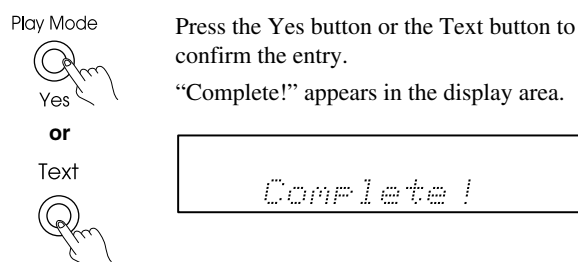 Play Mode
Yes
or
Text
Press the Yes button or the Text button to
confirm the entry.
“Complete!” appears in the display area.
Complete!